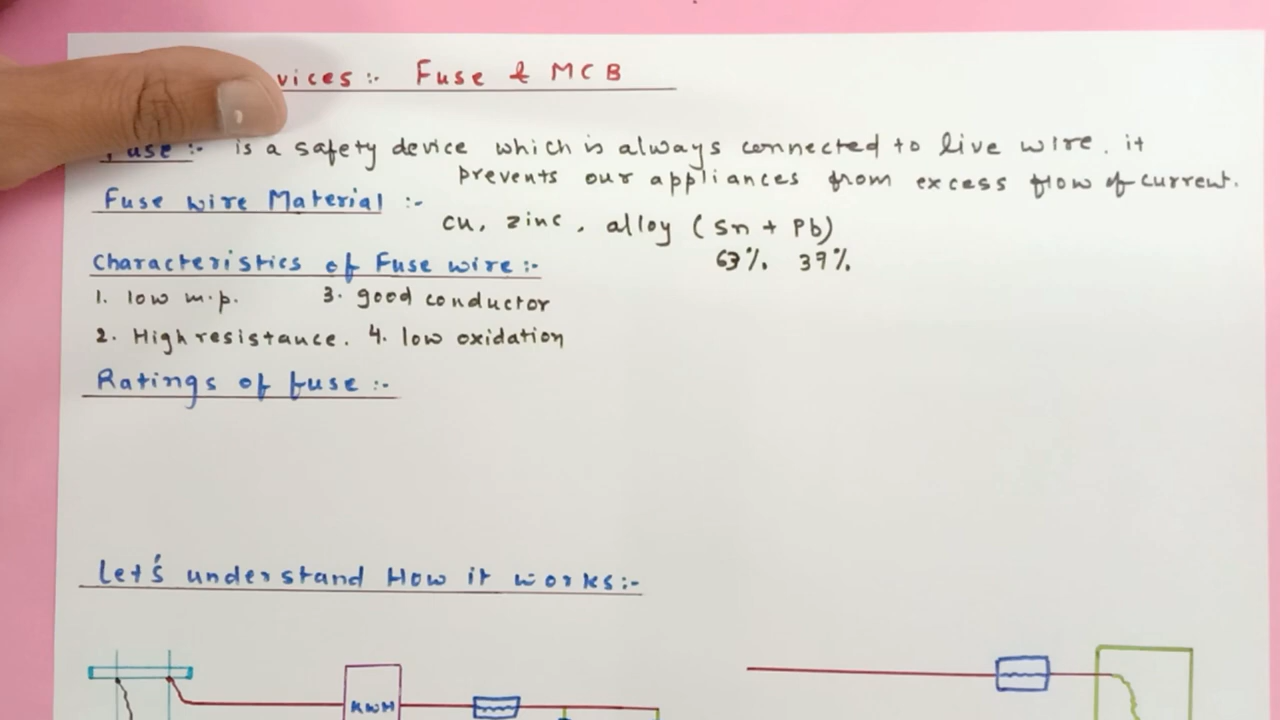 vices:- Fuse & MCB
Fuse:- is a safety device which is always connected to live wire. it
prevents our appliances from excess flow of current.
Fuse wire Material :-
Cu, zinc, alloy (Sn + Pb)
63% 37%
Characteristics of Fuse wire:-
1. low m.p. 3. good conductor
2. High resistance. 4. low oxidation
Ratings of fuse:-
Let's understand How it works:-
KWH